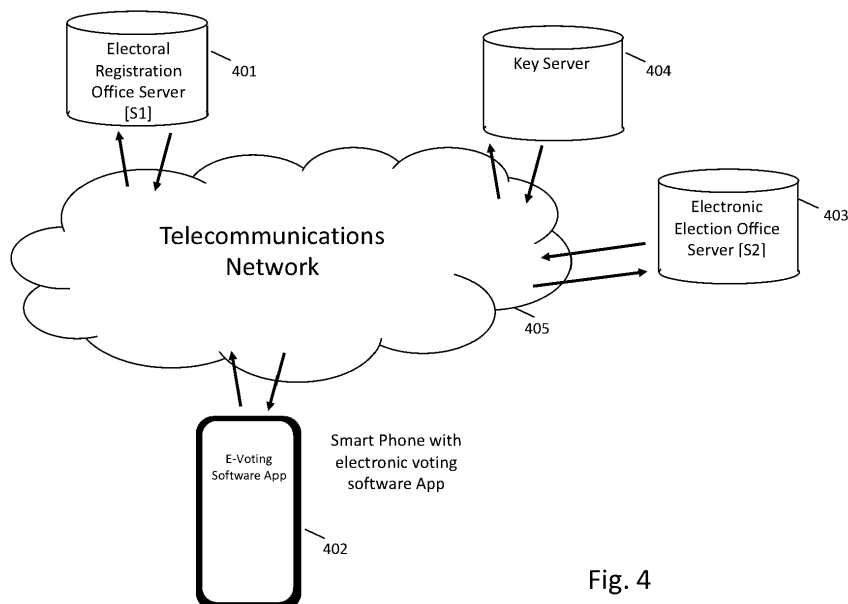 Electoral
Registration
Office Server
[S1]
401
Key Server
404
Electronic
Election Office
Server [S2]
403
Telecommunications
Network
405
E-Voting
Software App
Smart Phone with
electronic voting
software App
402
Fig. 4